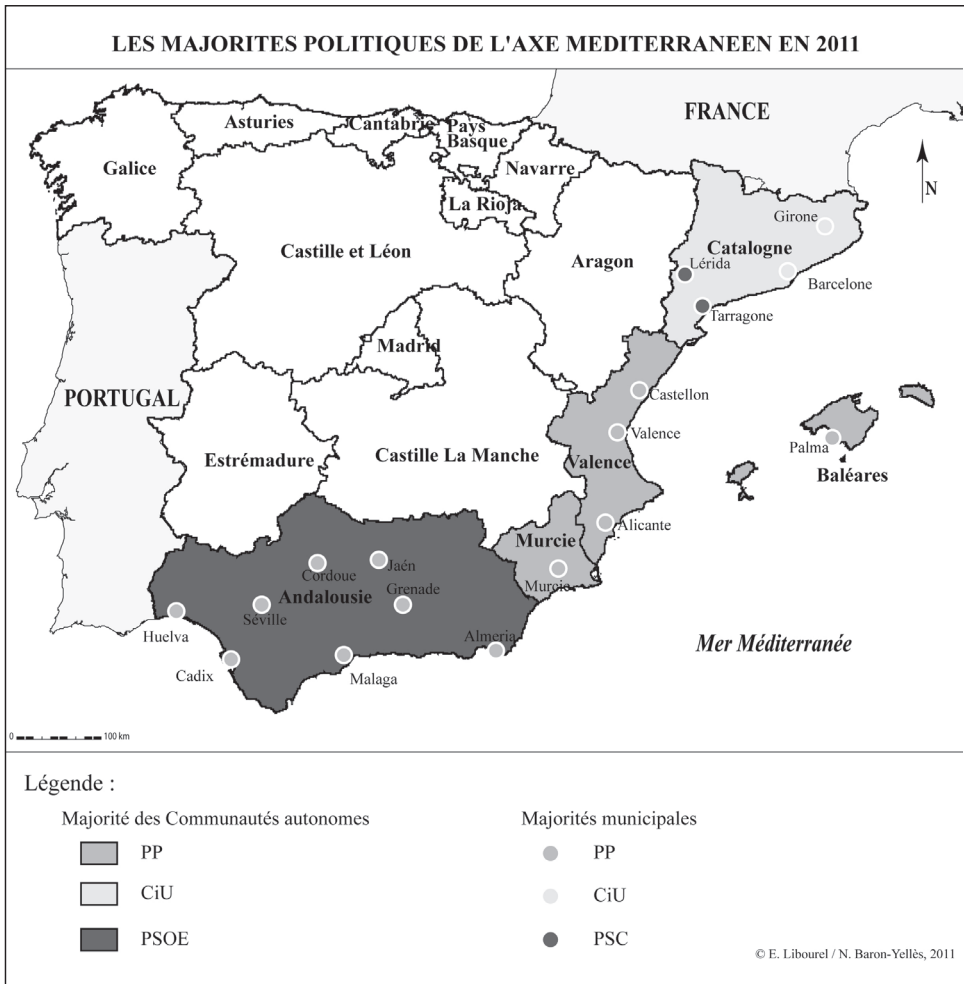 LES MAJORITES POLITIQUES DE L'AXE MEDITERRANEEN EN 2011
FRANCE
N
Asturies
Cantabrie
Pays
Basque
Galice
Navarre
La Rioja
Girone
Catalogne
Castille et Léon
Aragon
Lérida
Barcelone
Tarragone
Madrid
PORTUGAL
Castellon
Valence
Palma
Baléares
Estrémadure
Castille La Manche
Valence
Alicante
Murcie
Murcie
Cordoue
Jaén
Andalousie
Grenade
Séville
Huelva
Almeria
Mer Méditerranée
Cadix
Malaga
0 100 km
Légende :
Majorité des Communautés autonomes
PP
CiU
PSOE
Majorités municipales
PP
CiU
PSC
© E. Libourel / N. Baron-Yellès, 2011